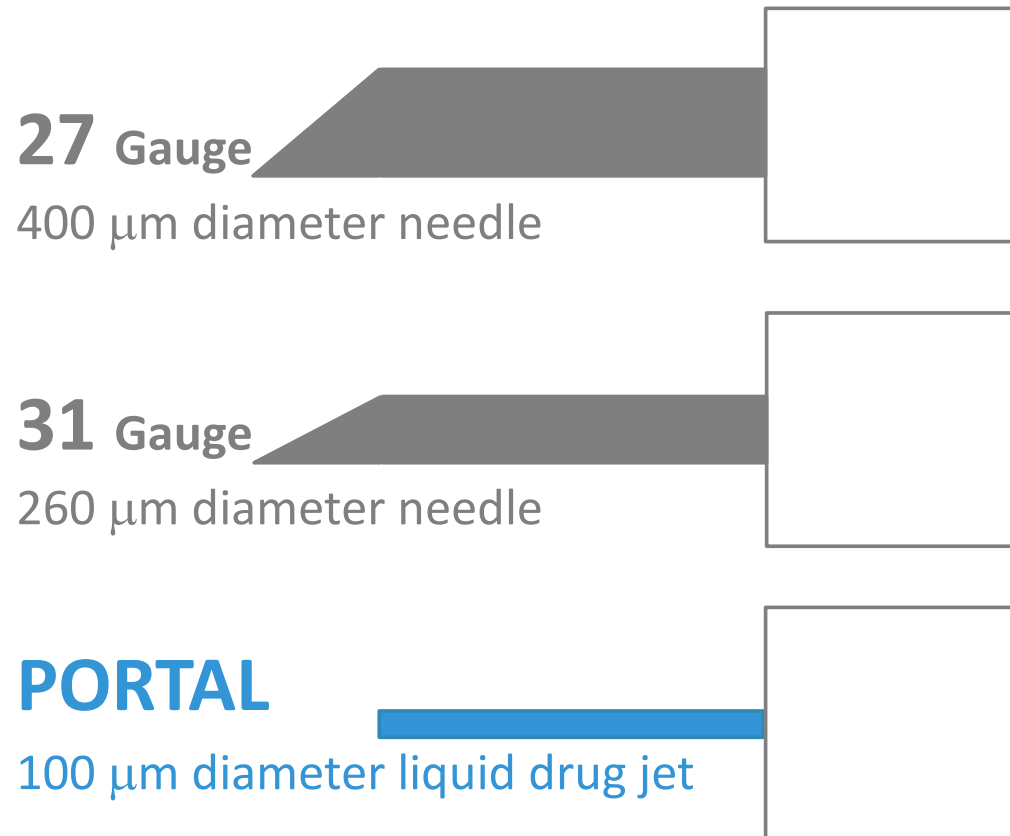 27 Gauge
400 μm diameter needle
31 Gauge
260 μm diameter needle
PORTAL
100 μm diameter liquid drug jet